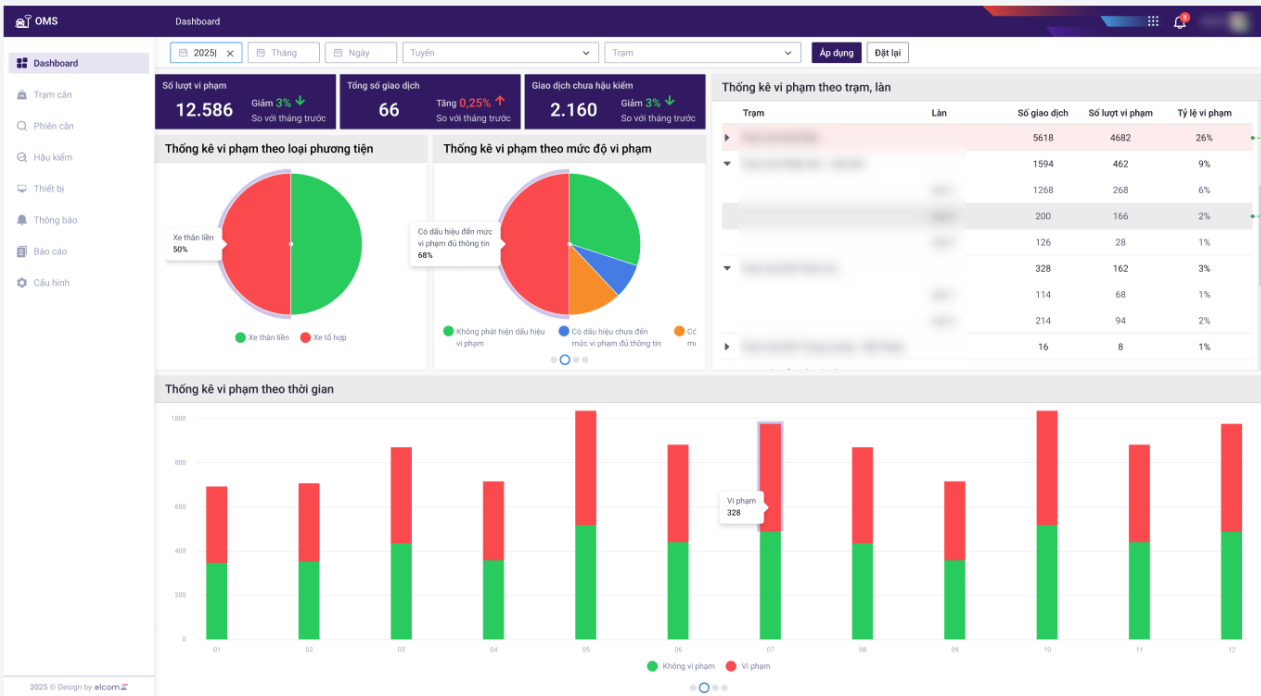 OMS
Dashboard
8
Dashboard
Trạm cân
Phiên cân
Hậu kiểm
Thiết bị
Thông báo
Báo cáo
Cấu hình
2025 © Design by elcom
2025
Tháng
Ngày
Tuyến
Trạm
Áp dụng
Đặt lại
Số lượt vi phạm
12.586
Giảm 3%
So với tháng trước
Tổng số giao dịch
66
Tăng 0,25%
So với tháng trước
Giao dịch chưa hậu kiểm
2.160
Giảm 3%
So với tháng trước
Thống kê vi phạm theo loại phương tiện
Xe thân liền
50%
Xe thân liền Xe tổ hợp
Thống kê vi phạm theo mức độ vi phạm
Có dấu hiệu đến mức
vi phạm đủ thông tin
68%
Không phát hiện dấu hiệu
vi phạm
Có dấu hiệu chưa đến
mức vi phạm đủ thông tin
Có
Thống kê vi phạm theo trạm, làn
Trạm Làn Số giao dịch Số lượt vi phạm Tỷ lệ vi phạm
5618 4682 26%
1594 462 9%
1268 268 6%
200 166 2%
126 28 1%
328 162 3%
114 68 1%
214 94 2%
16 8 1%
Thống kê vi phạm theo thời gian
1000
800
600
400
200
0
Vi phạm
328
01 02 03 04 05 06 07 08 09 10 11 12
Không vi phạm Vi phạm